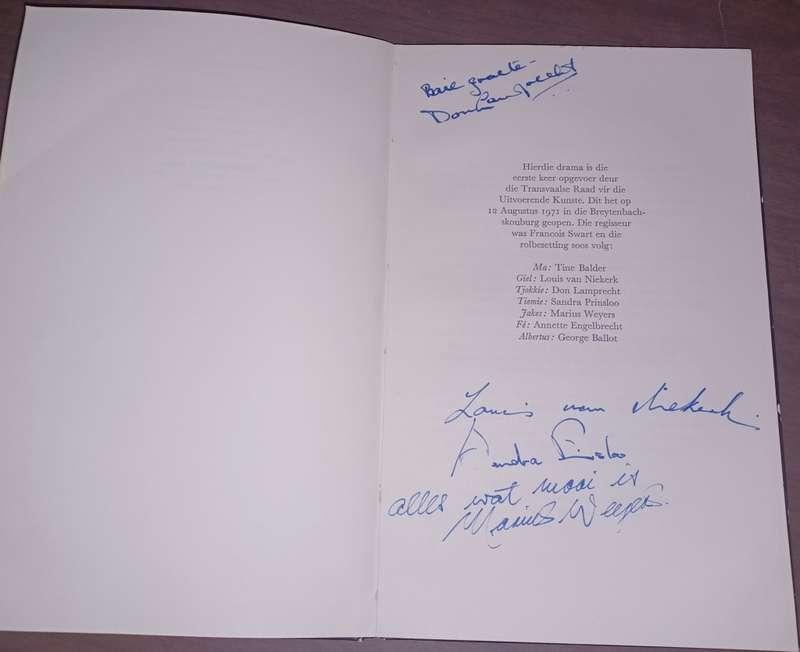 Baie groete -
Don Lamprecht
Hierdie drama is die
eerste keer opgevoer deur
die Transvaalse Raad vir die
Uitvoerende Kunste. Dit het op
12 Augustus 1971 in die Breytenbach-
skouburg geopen. Die regisseur
was Francois Swart en die
rolbesetting soos volg:
Ma: Tine Balder
Giel: Louis van Niekerk
Tjokkie: Don Lamprecht
Tiemie: Sandra Prinsloo
Jakes: Marius Weyers
Fé: Annette Engelbrecht
Albertus: George Ballot
Louis van Niekerk
Sandra Prinsloo
alles wat mooi is
Marius Weyers